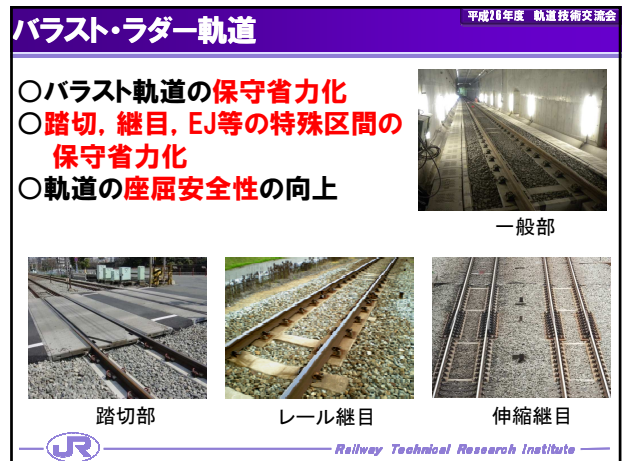 平成26年度 軌道技術交流会
バラスト・ラダー軌道
○バラスト軌道の保守省力化
○踏切, 継目, EJ等の特殊区間の
保守省力化
○軌道の座屈安全性の向上
一般部
踏切部
レール継目
伸縮継目
JR
Railway Technical Research Institute